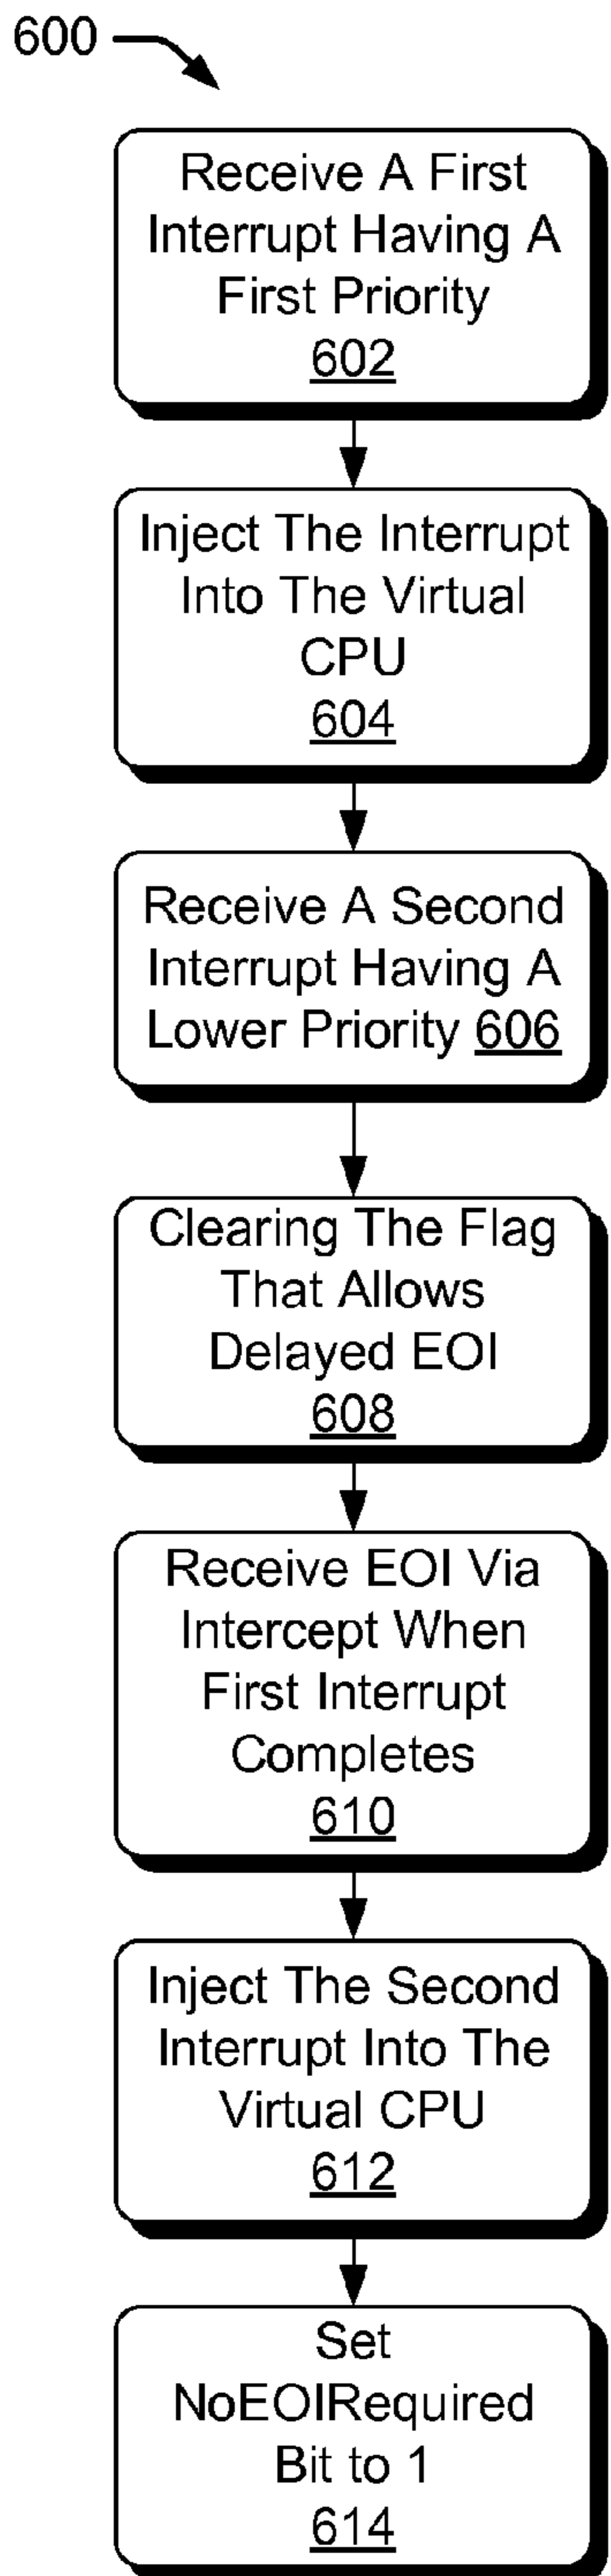 600
Receive A First
Interrupt Having A
First Priority
602
Inject The Interrupt
Into The Virtual
CPU
604
Receive A Second
Interrupt Having A
Lower Priority 606
Clearing The Flag
That Allows
Delayed EOI
608
Receive EOI Via
Intercept When
First Interrupt
Completes
610
Inject The Second
Interrupt Into The
Virtual CPU
612
Set
NoEOIRequired
Bit to 1
614